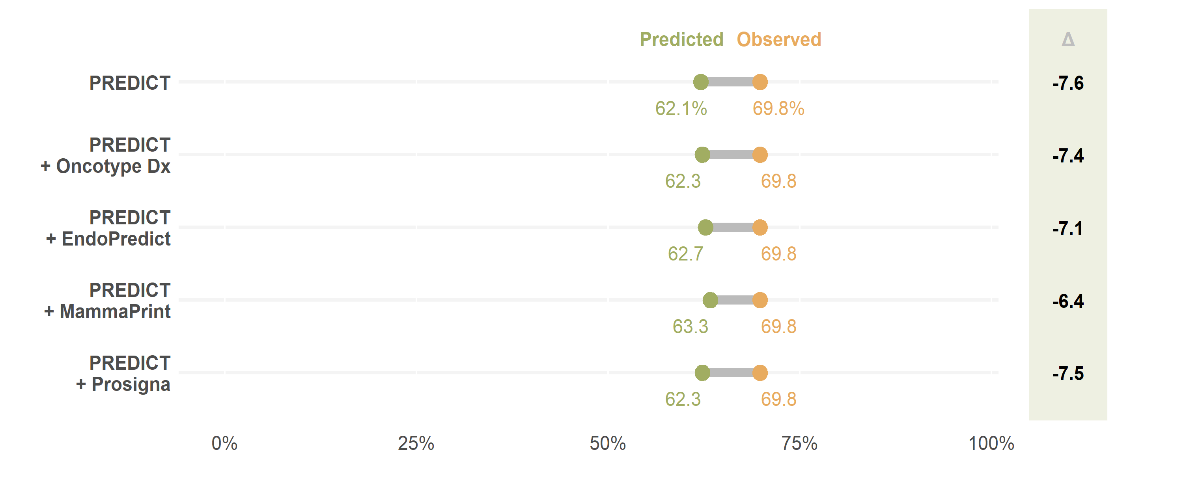 Predicted Observed Δ
PREDICT -7.6
62.1% 69.8%
PREDICT
+ Oncotype Dx -7.4
62.3 69.8
PREDICT
+ EndoPredict -7.1
62.7 69.8
PREDICT
+ MammaPrint -6.4
63.3 69.8
PREDICT
+ Prosigna -7.5
62.3 69.8
0% 25% 50% 75% 100%